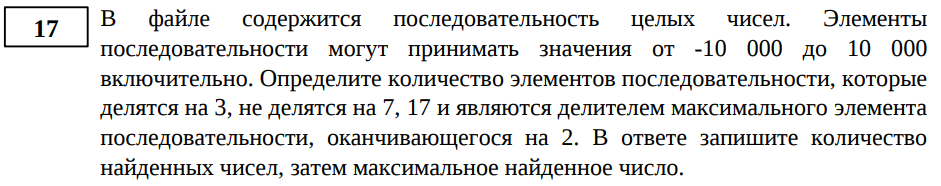 17
В файле содержится последовательность целых чисел. Элементы
последовательности могут принимать значения от -10 000 до 10 000
включительно. Определите количество элементов последовательности, которые
делятся на 3, не делятся на 7, 17 и являются делителем максимального элемента
последовательности, оканчивающегося на 2. В ответе запишите количество
найденных чисел, затем максимальное найденное число.